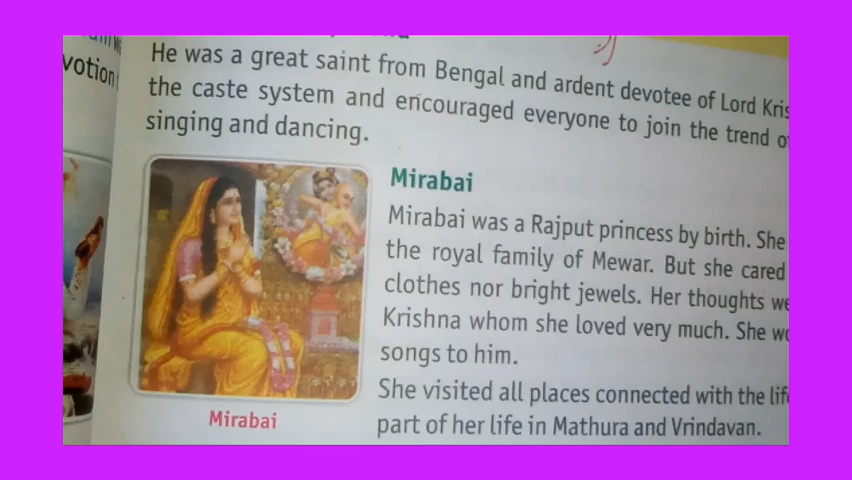 votion
He was a great saint from Bengal and ardent devotee of Lord
the caste system and encouraged everyone to join the trend
singing and dancing.
Mirabai
Mirabai was a Rajput princess by birth. She
the royal family of Mewar. But she cared
clothes nor bright jewels. Her thoughts
Krishna whom she loved very much. She
songs to him.
She visited all places connected with the
part of her life in Mathura and Vrindavan.
Mirabai